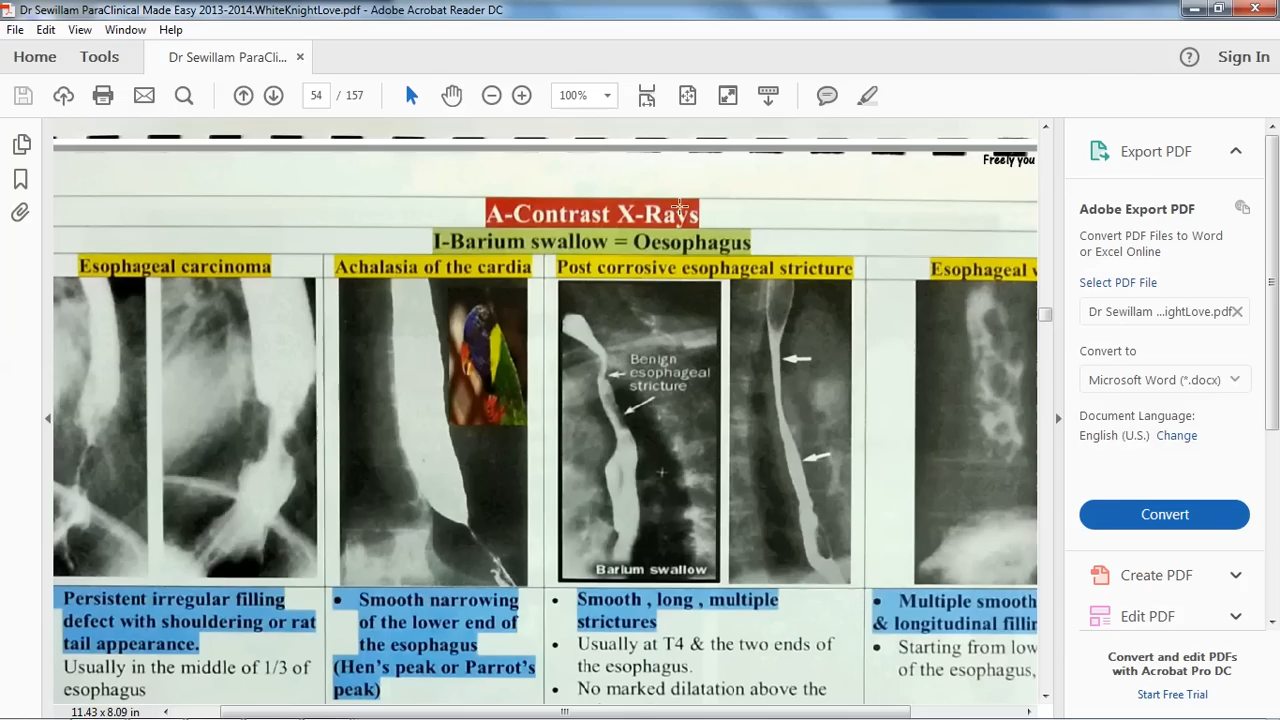 Dr Sewillam ParaClinical Made Easy 2013-2014.WhiteKnightLove.pdf - Adobe Acrobat Reader DC
File Edit View Window Help
Home Tools Dr Sewillam ParaCli... × Sign In
54 / 157 100%
Freely you
A-Contrast X-Rays
I-Barium swallow = Oesophagus
Esophageal carcinoma
Achalasia of the cardia
Post corrosive esophageal stricture
Esophageal
Benign
esophageal
stricture
Barium swallow
Persistent irregular filling
defect with shouldering or rat
tail appearance.
Usually in the middle of 1/3 of
esophagus
• Smooth narrowing
of the lower end of
the esophagus
(Hen's peak or Parrot's
peak)
• Smooth , long , multiple
strictures
• Usually at T4 & the two ends of
the esophagus.
• No marked dilatation above the
• Multiple smooth
& longitudinal
• Starting from low
of the esophagus,
11.43 x 8.09 in
Export PDF
Adobe Export PDF
Convert PDF Files to Word
or Excel Online
Select PDF File
Dr Sewillam ...ightLove.pdf
Convert to
Microsoft Word (*.docx)
Document Language:
English (U.S.) Change
Convert
Create PDF
Edit PDF
Convert and edit PDFs
with Acrobat Pro DC
Start Free Trial